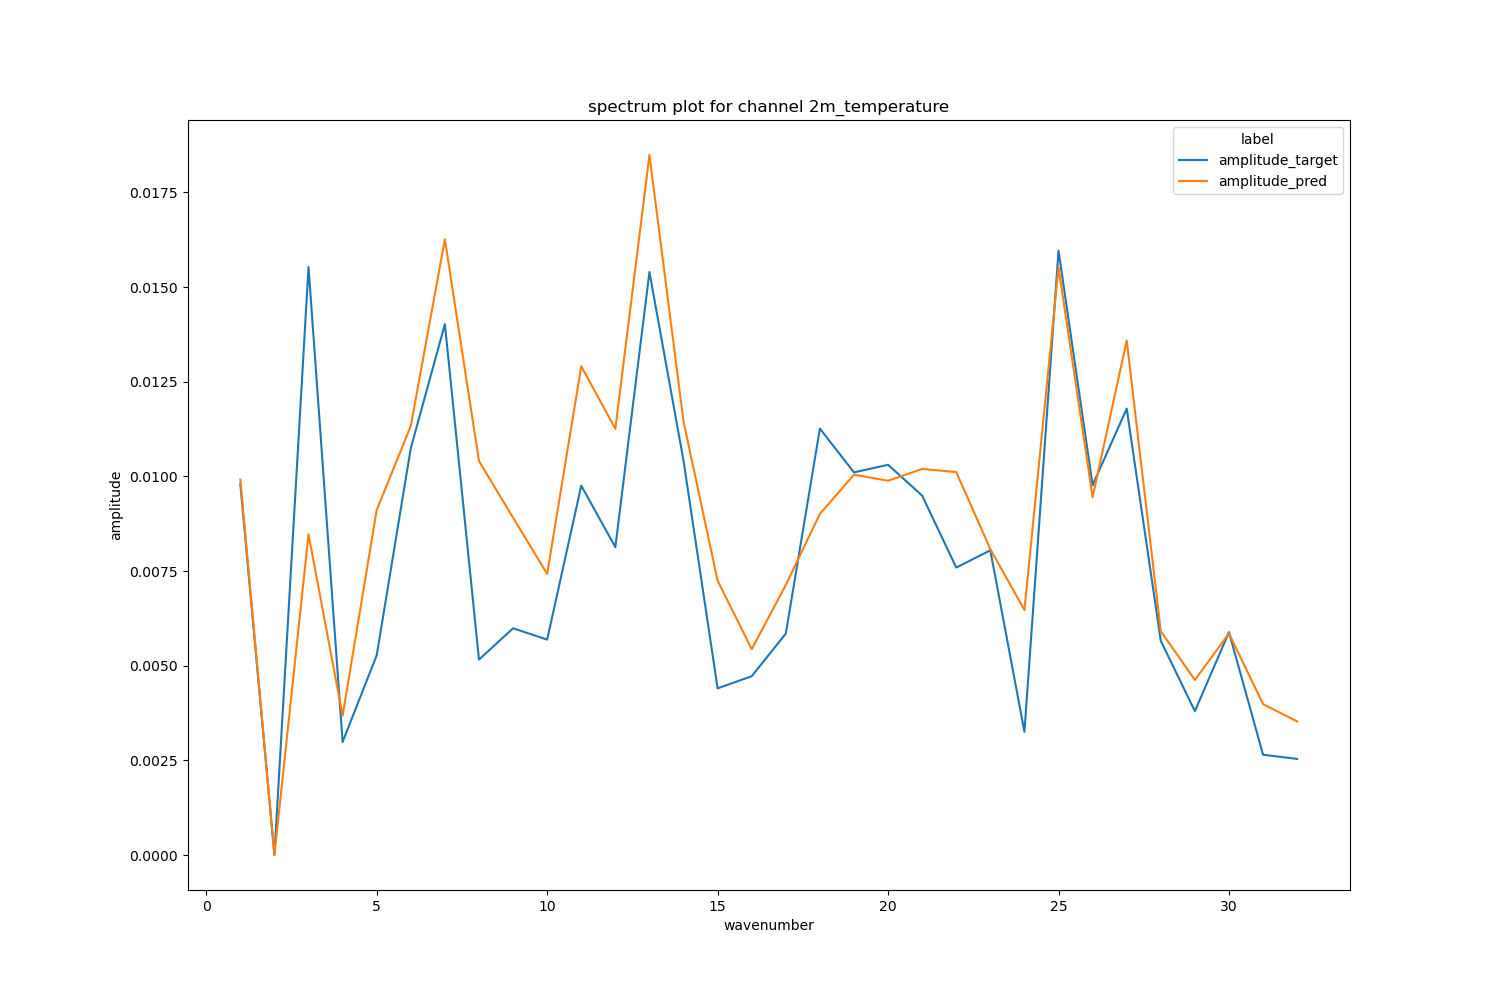 spectrum plot for channel 2m_temperature
label
amplitude_target
amplitude_pred
amplitude
0.0175
0.0150
0.0125
0.0100
0.0075
0.0050
0.0025
0.0000
0 5 10 15 20 25 30
wavenumber